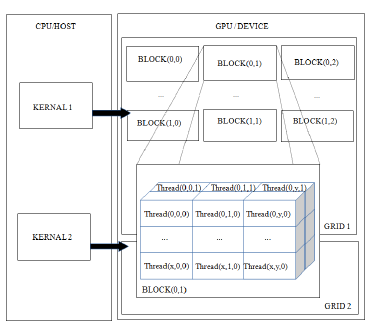 CPU/HOST
GPU / DEVICE
BLOCK(0,0)
BLOCK(0,1)
BLOCK(0,2)
...
...
...
KERNAL 1
BLOCK(1,0)
BLOCK(1,1)
BLOCK(1,2)
Thread(0,0,1)
Thread(0,1,1)
Thread(0,y,1)
Thread(0,0,0)
Thread(0,1,0)
Thread(0,y,0)
GRID 1
KERNAL 2
...
...
...
Thread(x,0,0)
Thread(x,1,0)
Thread(x,y,0)
BLOCK(0,1)
GRID 2